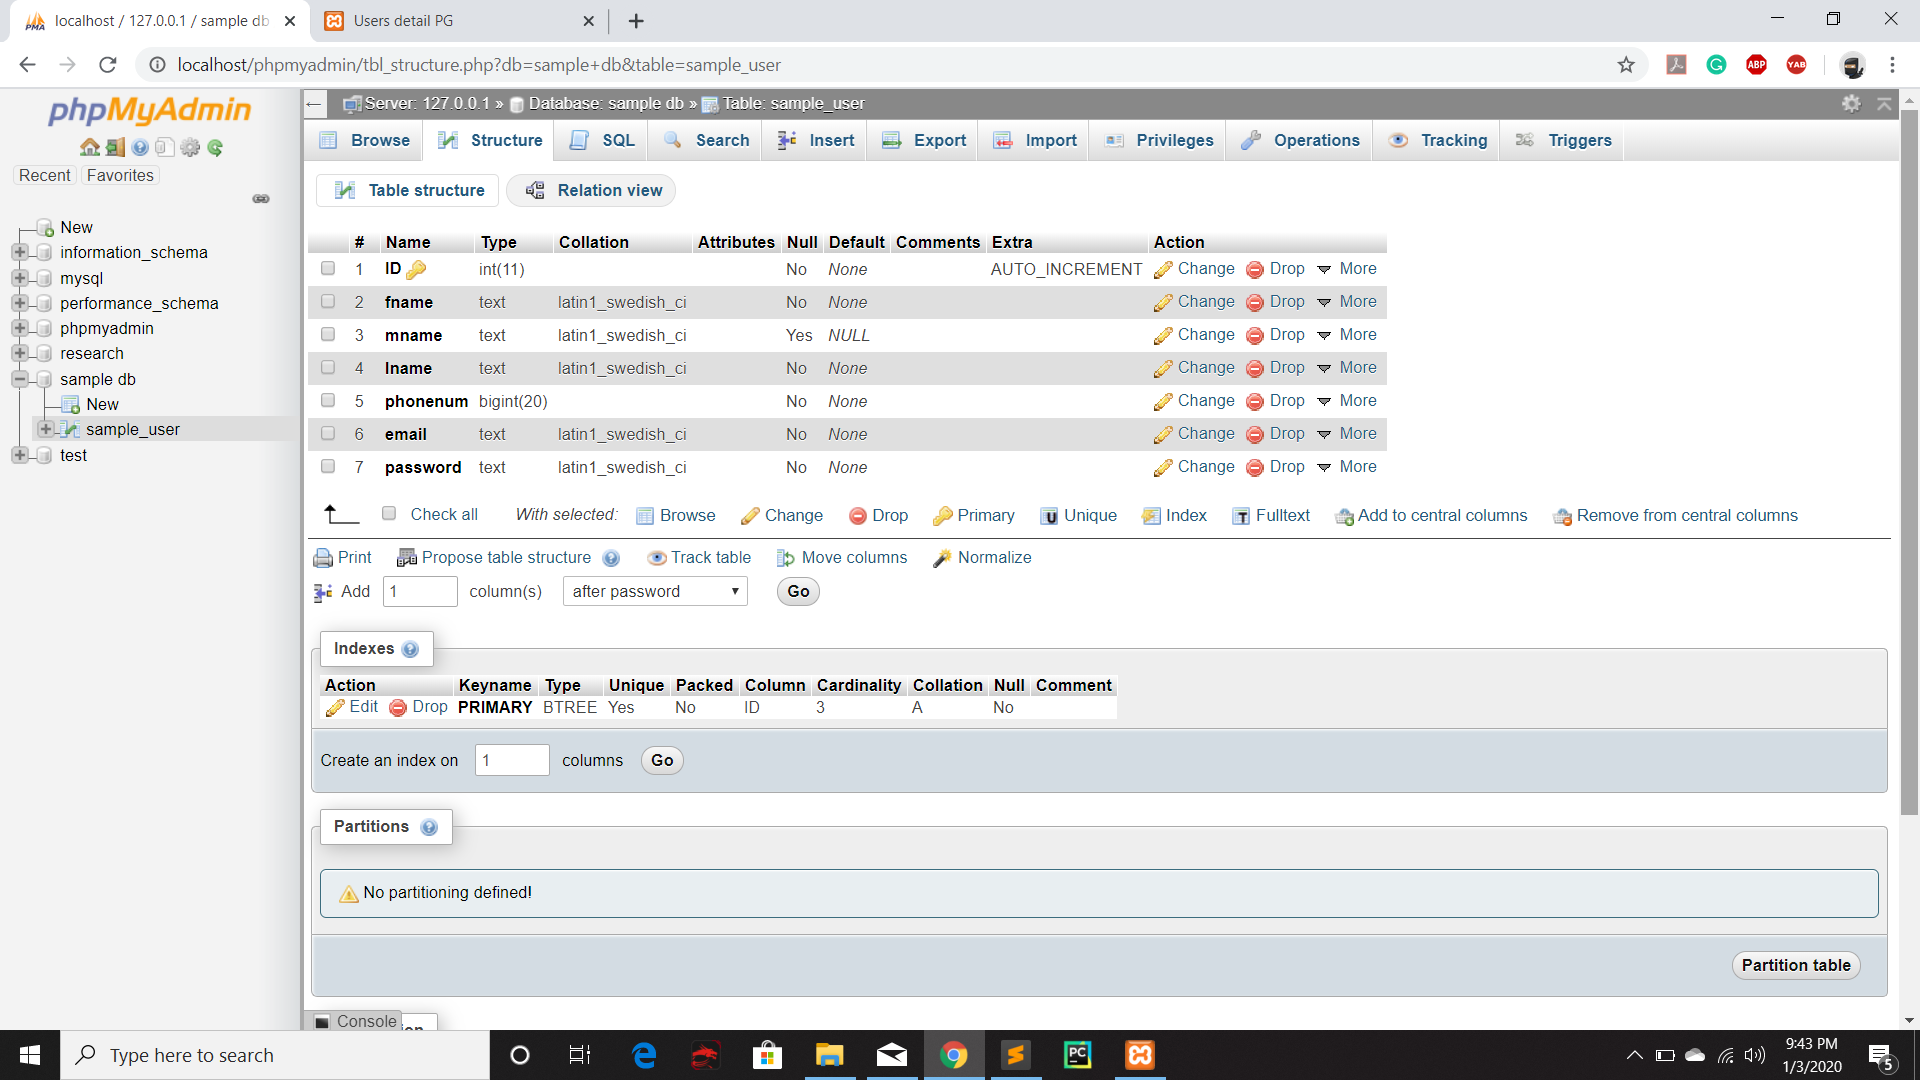 localhost / 127.0.0.1 / sample db
Users detail PG
localhost/phpmyadmin/tbl_structure.php?db=sample+db&table=sample_user
ABP
YAB
PMA
phpMyAdmin
Recent
Favorites
New
information_schema
mysql
performance_schema
phpmyadmin
research
sample db
New
sample_user
test
Server: 127.0.0.1 » Database: sample db » Table: sample_user
Browse Structure SQL Search Insert Export Import Privileges Operations Tracking Triggers
Table structure Relation view
# Name Type Collation Attributes Null Default Comments Extra Action
1 ID int(11) No None AUTO_INCREMENT Change Drop More
2 fname text latin1_swedish_ci No None Change Drop More
3 mname text latin1_swedish_ci Yes NULL Change Drop More
4 lname text latin1_swedish_ci No None Change Drop More
5 phonenum bigint(20) No None Change Drop More
6 email text latin1_swedish_ci No None Change Drop More
7 password text latin1_swedish_ci No None Change Drop More
Check all With selected: Browse Change Drop Primary Unique Index Fulltext Add to central columns Remove from central columns
Print Propose table structure Track table Move columns Normalize
Add 1 column(s) after password Go
Indexes
Action Keyname Type Unique Packed Column Cardinality Collation Null Comment
Edit Drop PRIMARY BTREE Yes No ID 3 A No
Create an index on 1 columns Go
Partitions
No partitioning defined!
Partition table
Console
Type here to search
PC
9:43 PM
1/3/2020
5